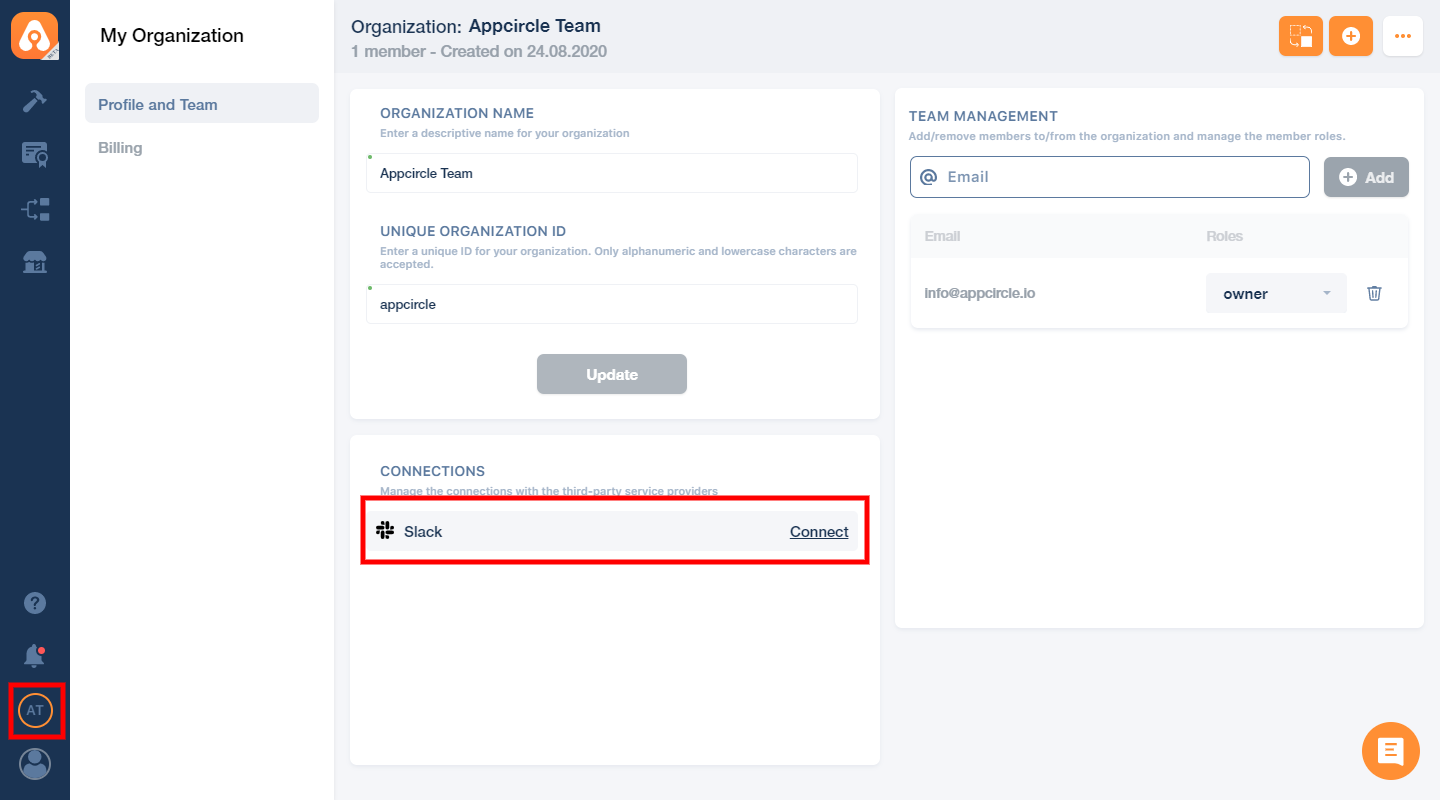 BETA
AT
My Organization
Profile and Team
Billing
Organization: Appcircle Team
1 member - Created on 24.08.2020
ORGANIZATION NAME
Enter a descriptive name for your organization
Appcircle Team
UNIQUE ORGANIZATION ID
Enter a unique ID for your organization. Only alphanumeric and lowercase characters are
accepted.
appcircle
Update
CONNECTIONS
Manage the connections with the third-party service providers
Slack
Connect
TEAM MANAGEMENT
Add/remove members to/from the organization and manage the member roles.
@ Email
Add
Email Roles
info@appcircle.io owner